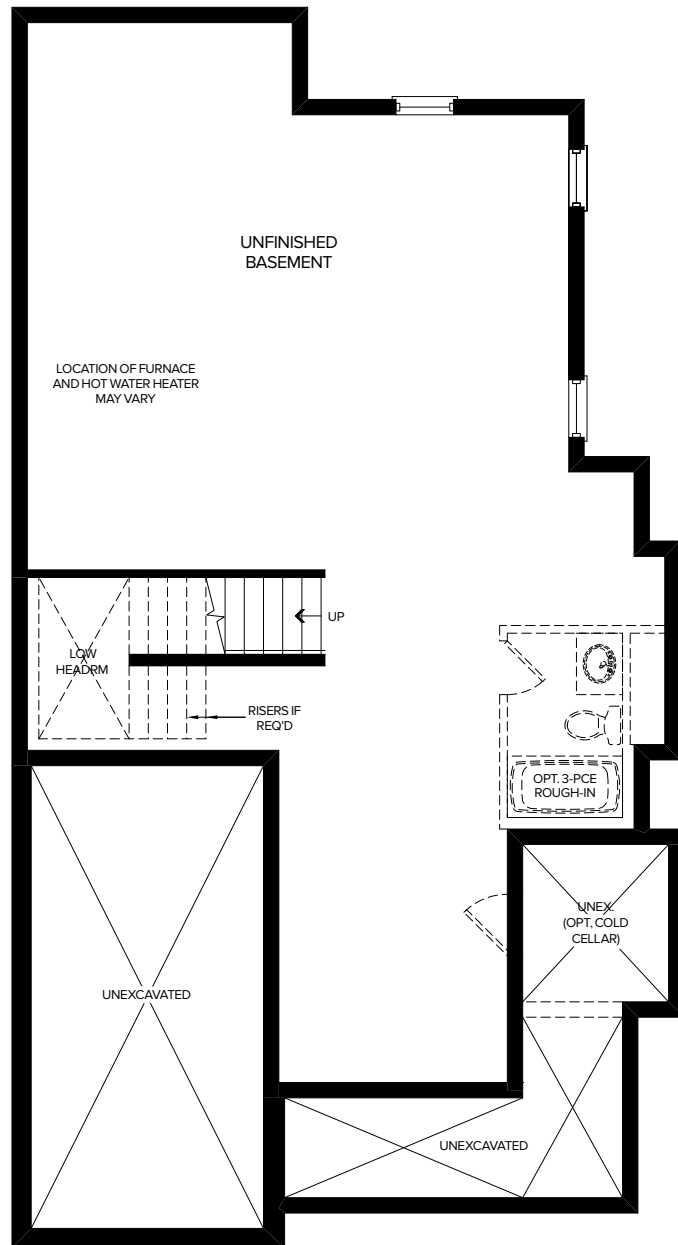 UNFINISHED
BASEMENT
LOCATION OF FURNACE
AND HOT WATER HEATER
MAY VARY
UP
LOW
HEADRM
RISERS IF
REQ'D
OPT. 3-PCE
ROUGH-IN
UNEX.
(OPT, COLD
CELLAR)
UNEXCAVATED
UNEXCAVATED